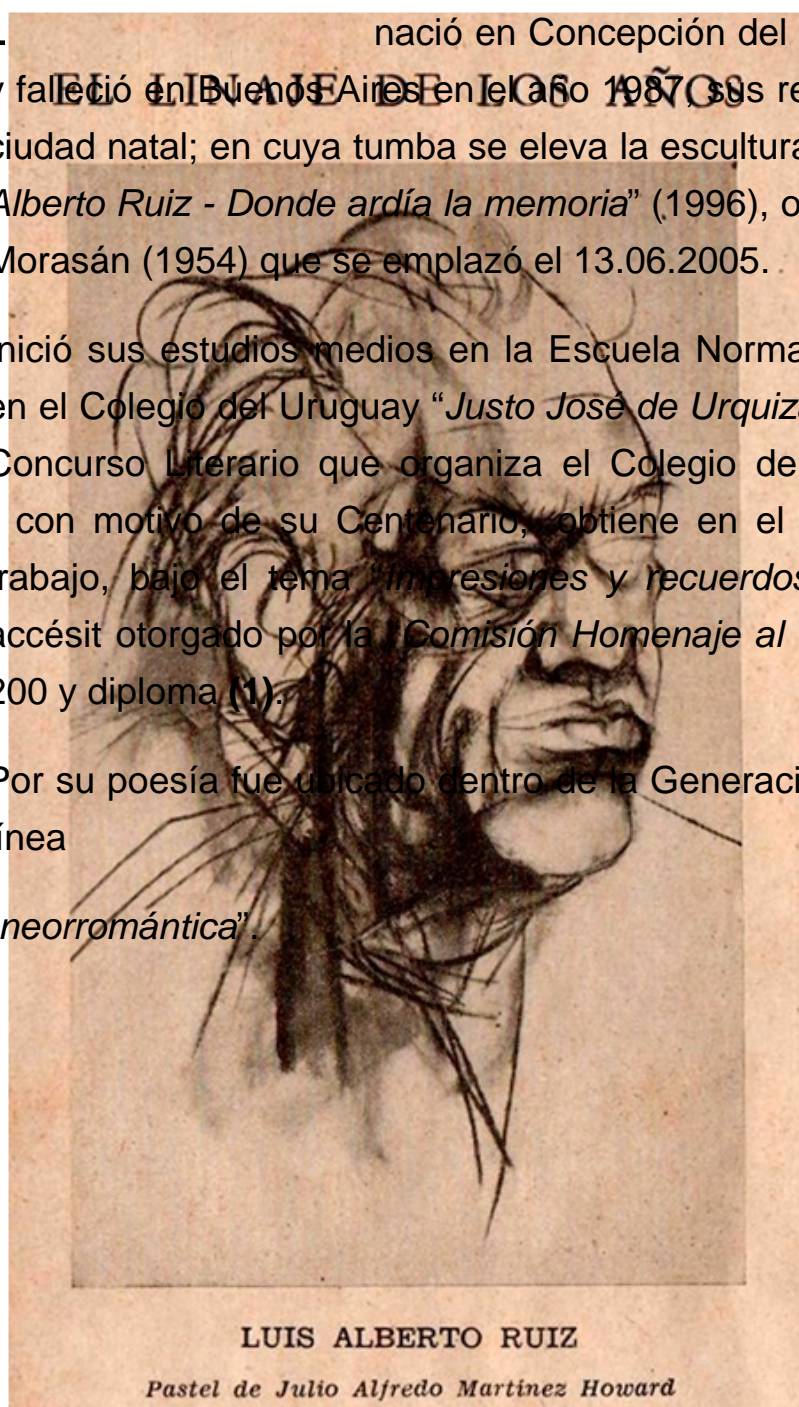 . nació en Concepción del
EL LINAJE DE LOS AÑOS
y falleció en Buenos Aires en el año 1987; sus re
ciudad natal; en cuya tumba se eleva la escultura
Alberto Ruiz - Donde ardía la memoria” (1996), o
Morasán (1954) que se emplazó el 13.06.2005.
nició sus estudios medios en la Escuela Norma
en el Colegio del Uruguay “Justo José de Urquiza
Concurso Literario que organiza el Colegio de
con motivo de su Centenario, obtiene en el
rabajo, bajo el tema “Impresiones y recuerdos
accésit otorgado por la “Comisión Homenaje al
200 y diploma (1).
Por su poesía fue ubicado dentro de la Generaci
ínea
neorromántica”.
LUIS ALBERTO RUIZ
Pastel de Julio Alfredo Martínez Howard